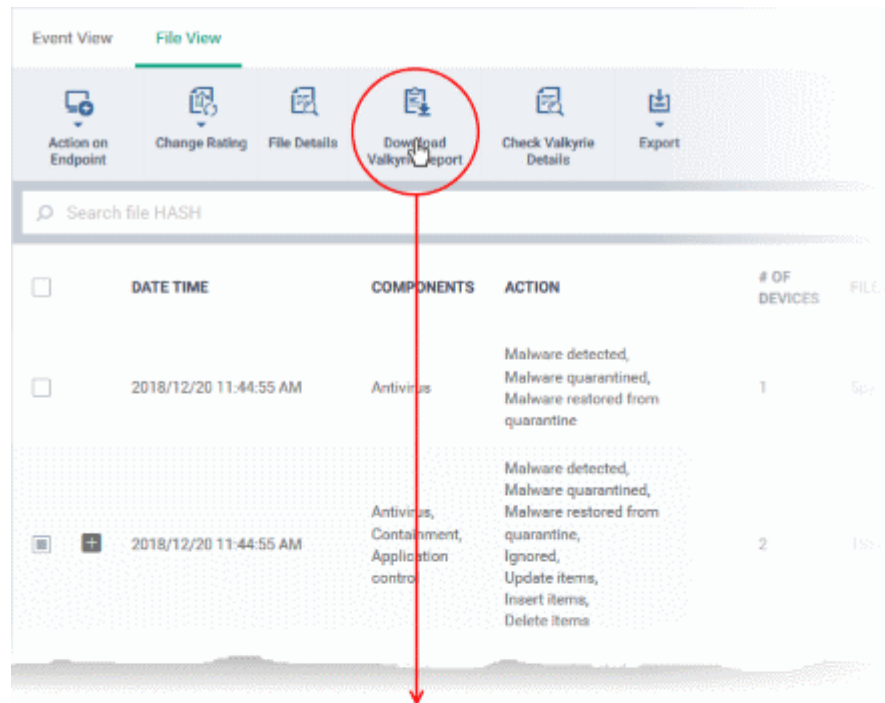 Event View File View
Action on Change Rating File Details Download Check Valkyrie Export
Endpoint Valkyrie Report Details
Search file HASH
# OF
DATE TIME COMPONENTS ACTION DEVICES
Malware detected,
Malware quarantined,
2018/12/20 11:44:55 AM Antivirus Malware restored from 1
quarantine
Malware detected,
Malware quarantined,
Antivirus, Malware restored from
Containment, quarantine,
2018/12/20 11:44:55 AM Application Ignored, 2
control Update items,
Insert items,
Delete items